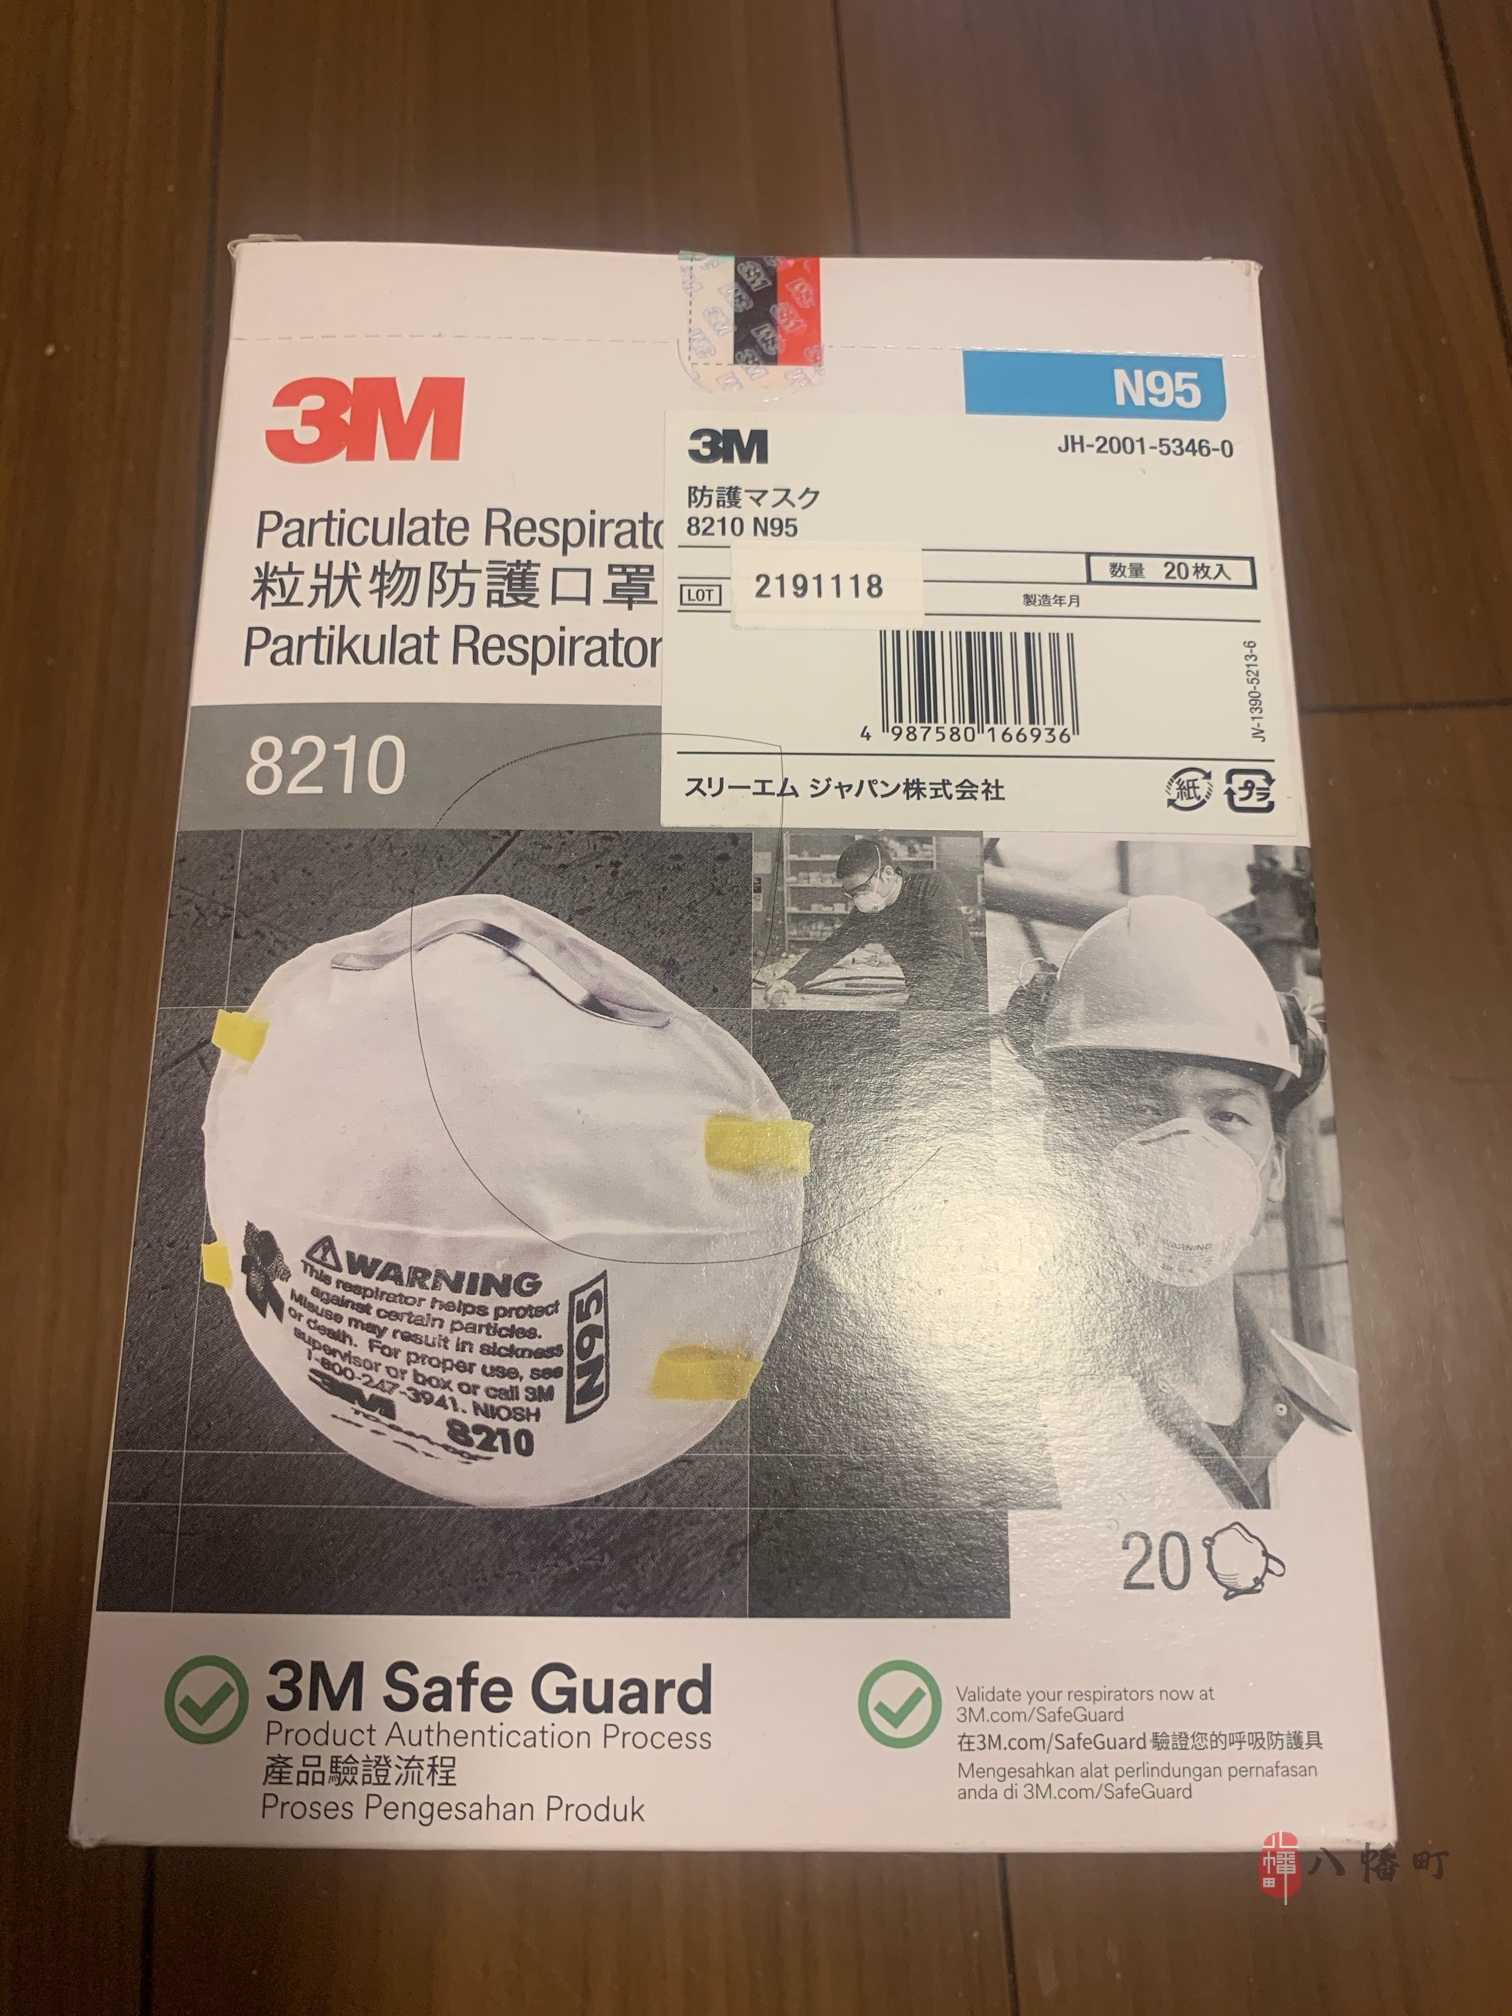 3M
N95
Particulate Respirato
粒狀物防護口罩
Partikulat Respirator
8210
3M
JH-2001-5346-0
防護マスク
8210 N95
数量 20枚入
LOT
2191118
製造年月
4 987580 166936
JV-1390-5213-6
スリーエム ジャパン株式会社
紙
プラ
WARNING
This respirator helps protect
against certain particles.
Misuse may result in sickness
or death. For proper use, see
supervisor or box or call 3M
1-800-247-3941. NIOSH
3M
8210
N95
WARNING
20
3M Safe Guard
Product Authentication Process
產品驗證流程
Proses Pengesahan Produk
Validate your respirators now at
3M.com/SafeGuard
在3M.com/SafeGuard 驗證您的呼吸防護具
Mengesahkan alat perlindungan pernafasan
anda di 3M.com/SafeGuard
八幡町
八幡町